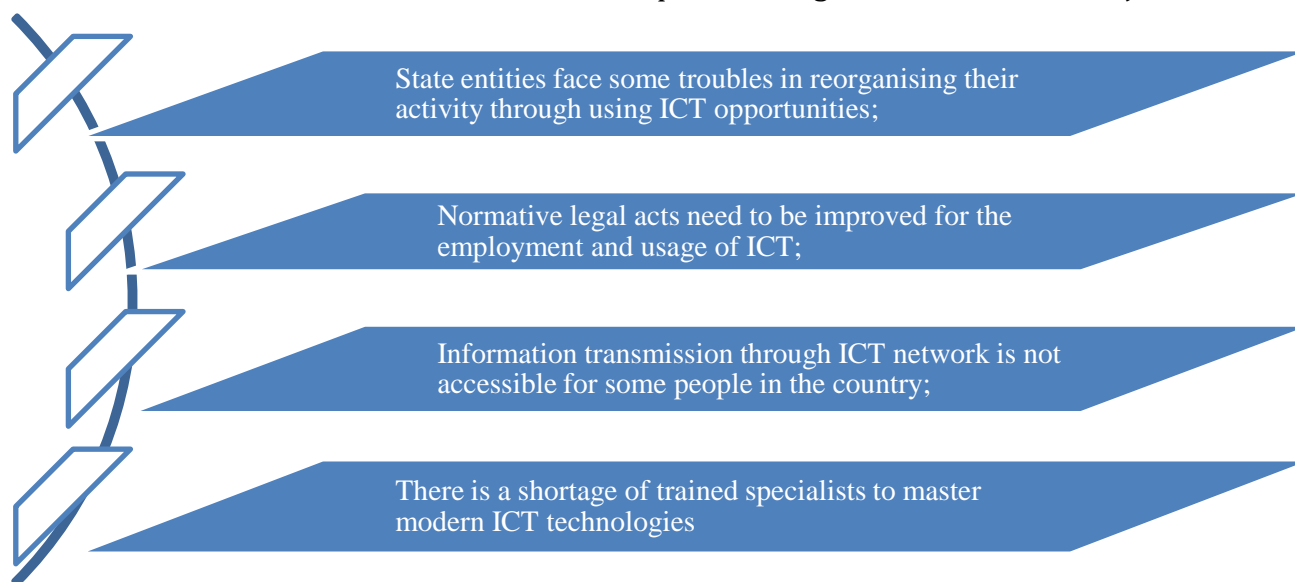 State entities face some troubles in reorganising their
activity through using ICT opportunities;
Normative legal acts need to be improved for the
employment and usage of ICT;
Information transmission through ICT network is not
accessible for some people in the country;
There is a shortage of trained specialists to master
modern ICT technologies